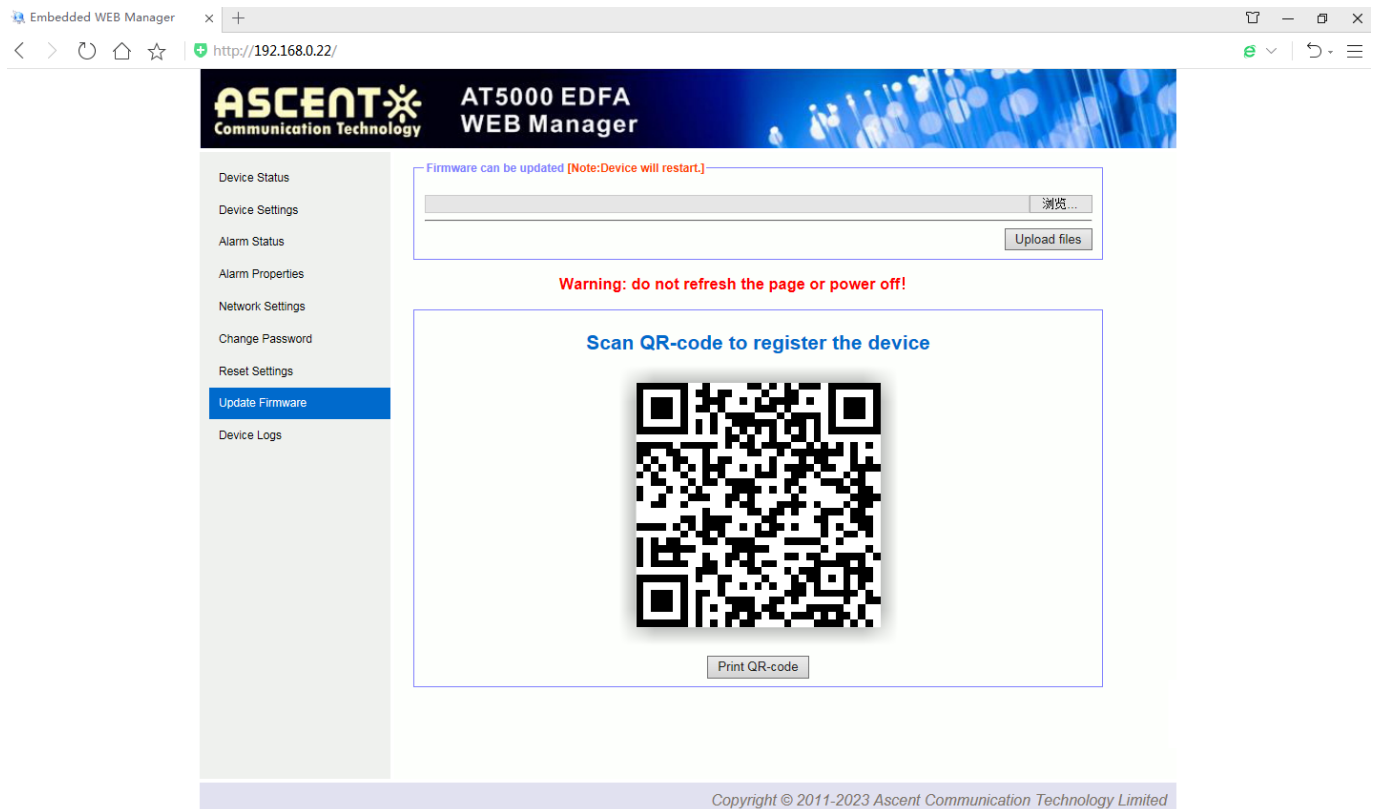 Embedded WEB Manager
http://192.168.0.22/
ASCENT
Communication Technology
AT5000 EDFA
WEB Manager
Device Status
Device Settings
Alarm Status
Alarm Properties
Network Settings
Change Password
Reset Settings
Update Firmware
Device Logs
Firmware can be updated [Note:Device will restart.]
浏览...
Upload files
Warning: do not refresh the page or power off!
Scan QR-code to register the device
Print QR-code
Copyright © 2011-2023 Ascent Communication Technology Limited